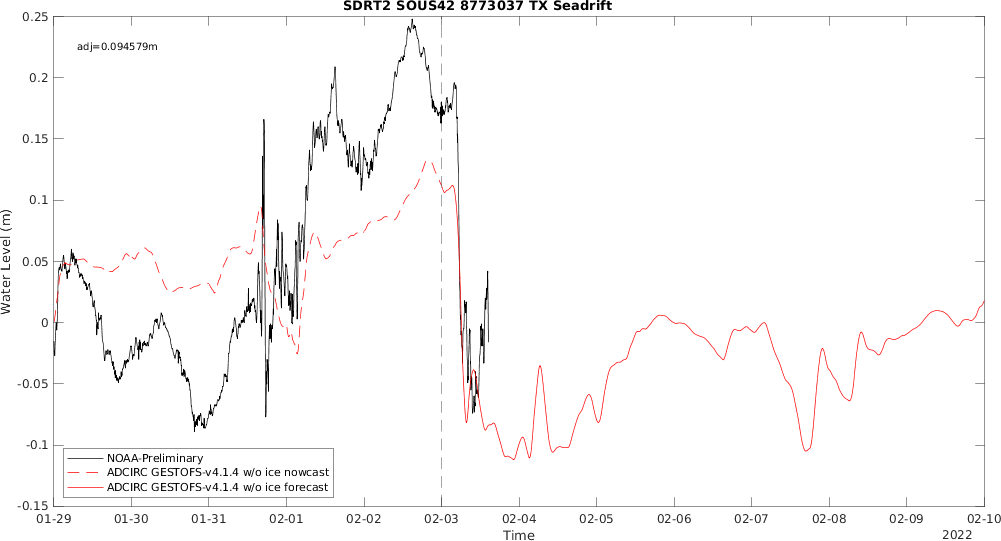 SDRT2 SOUS42 8773037 TX Seadrift
adj=0.094579m
0.25
0.2
0.15
0.1
0.05
0
-0.05
-0.1
-0.15
Water Level (m)
NOAA-Preliminary
ADCIRC GESTOFS-v4.1.4 w/o ice nowcast
ADCIRC GESTOFS-v4.1.4 w/o ice forecast
01-29 01-30 01-31 02-01 02-02 02-03 02-04 02-05 02-06 02-07 02-08 02-09 02-10
Time
2022